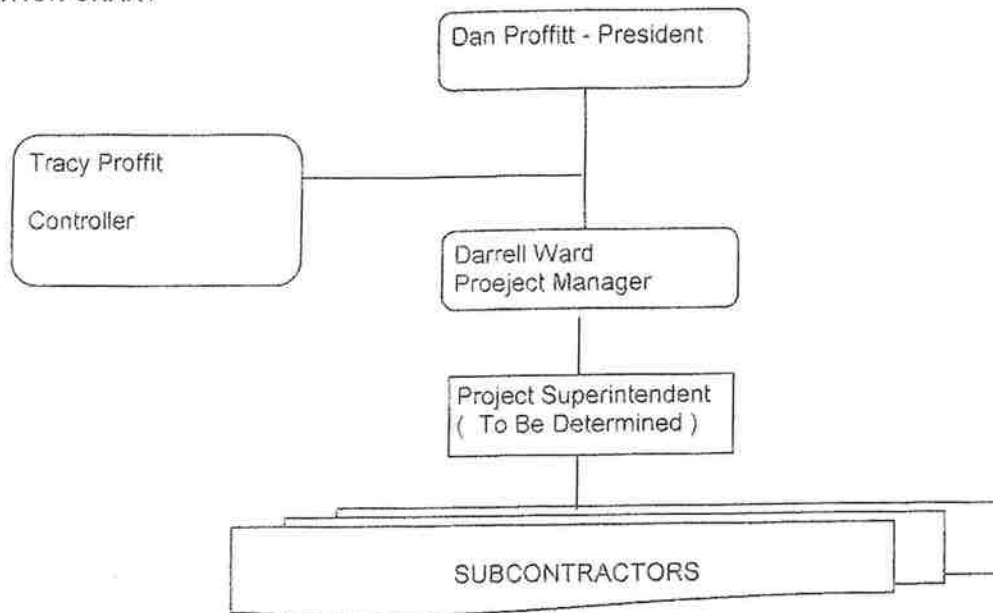 Dan Proffitt - President
Tracy Proffit
Controller
Darrell Ward
Proeject Manager
Project Superintendent
( To Be Determined )
SUBCONTRACTORS